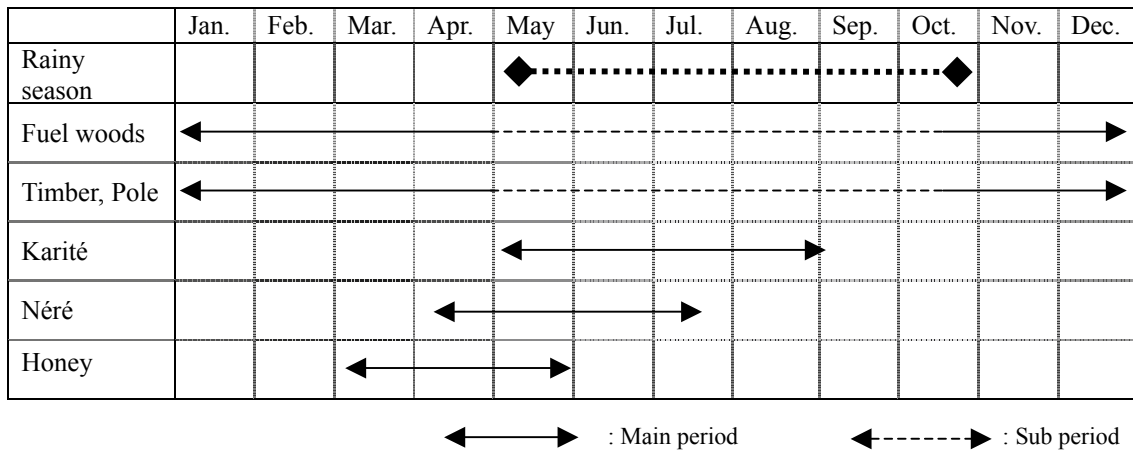 Jan. Feb. Mar. Apr. May Jun. Jul. Aug. Sep. Oct. Nov. Dec.
Rainy
season
Fuel woods
Timber, Pole
Karité
Néré
Honey
: Main period : Sub period